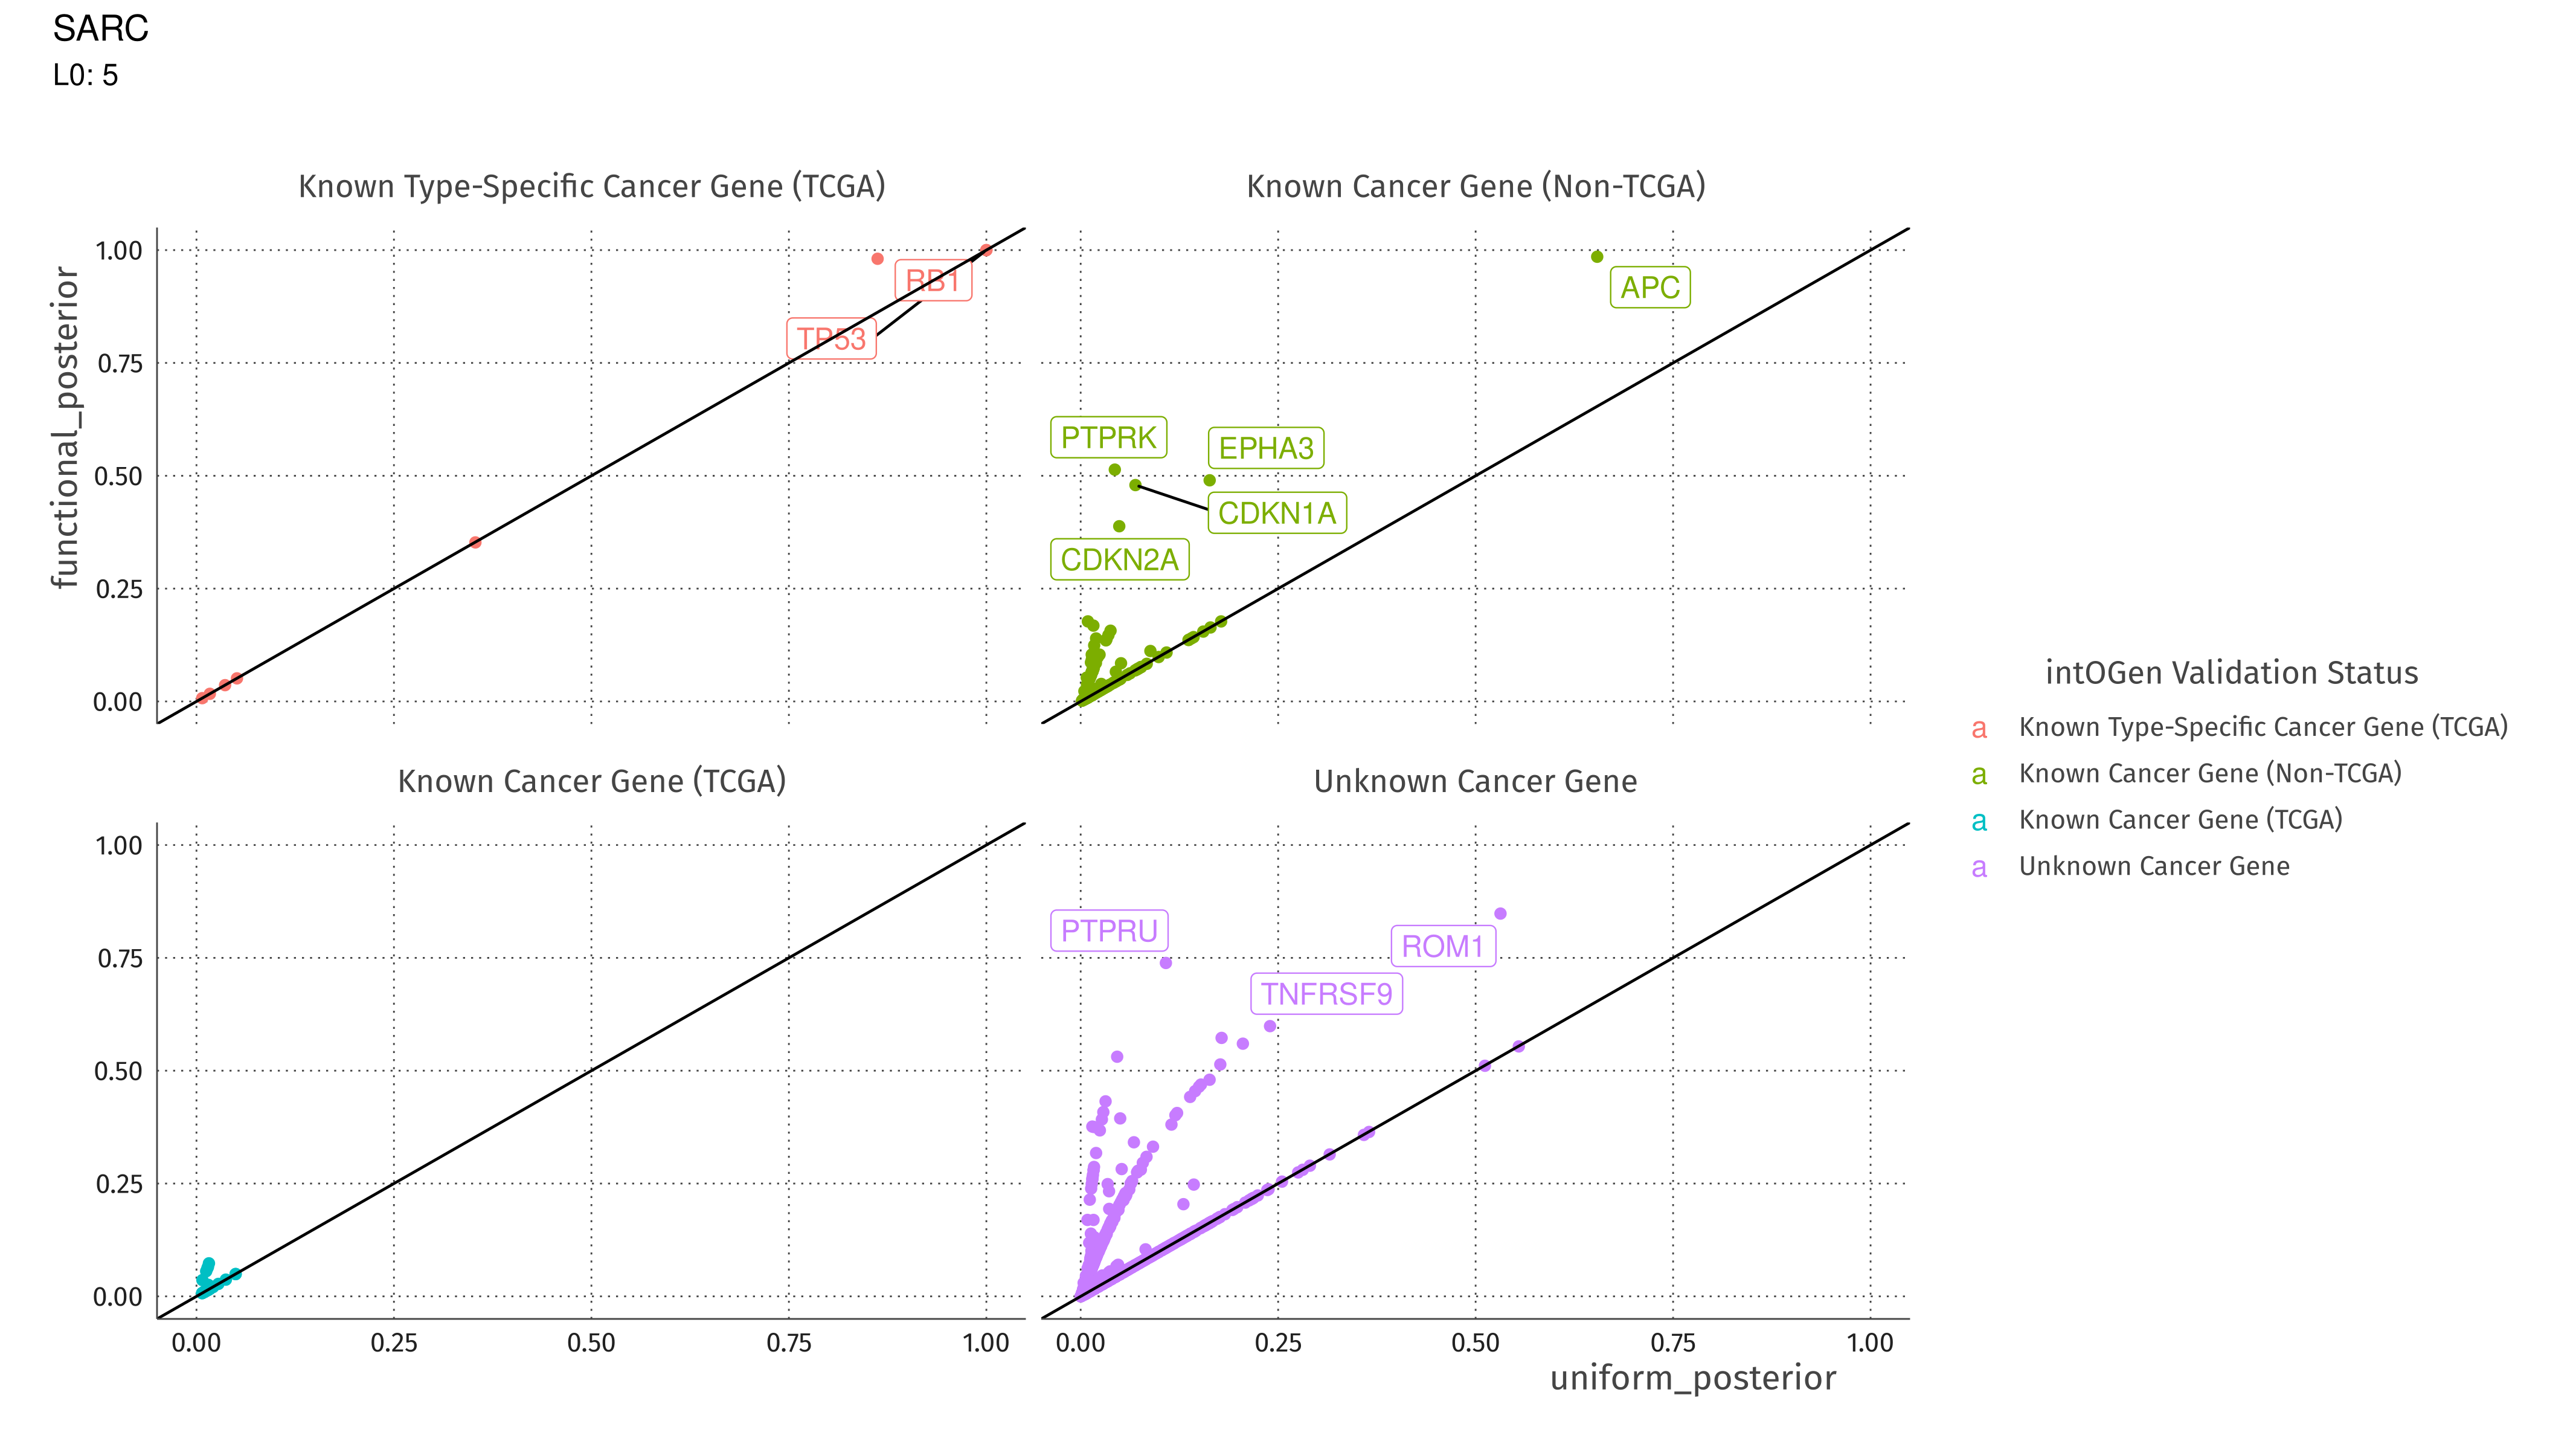 SARC
L0: 5
Known Type-Specific Cancer Gene (TCGA)
Known Cancer Gene (Non-TCGA)
functional_posterior
1.00
0.75
0.50
0.25
0.00
RB1
TP53
APC
PTPRK
EPHA3
CDKN1A
CDKN2A
Known Cancer Gene (TCGA)
Unknown Cancer Gene
1.00
0.75
0.50
0.25
0.00
PTPRU
ROM1
TNFRSF9
0.00 0.25 0.50 0.75 1.00
0.00 0.25 0.50 0.75 1.00
uniform_posterior
intOGen Validation Status
a Known Type-Specific Cancer Gene (TCGA)
a Known Cancer Gene (Non-TCGA)
a Known Cancer Gene (TCGA)
a Unknown Cancer Gene